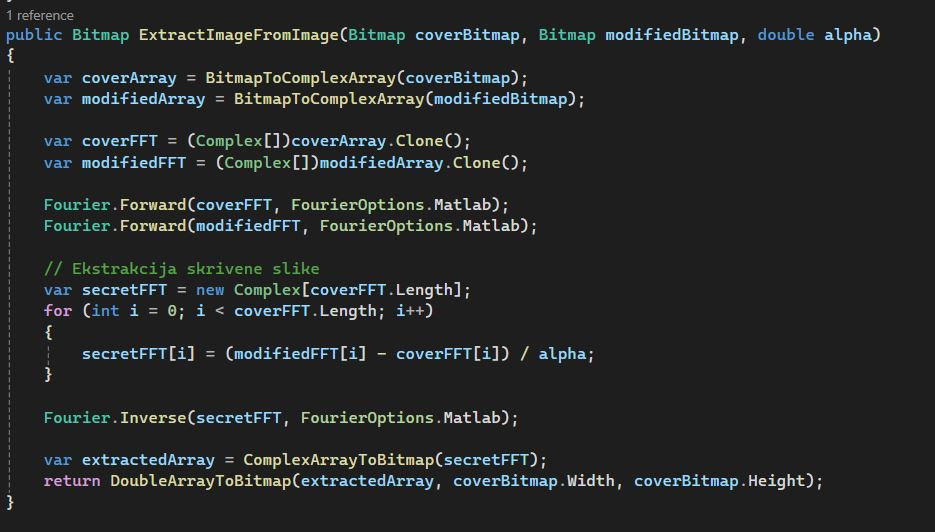 1 reference
public Bitmap ExtractImageFromImage(Bitmap coverBitmap, Bitmap modifiedBitmap, double alpha)
{
    var coverArray = BitmapToComplexArray(coverBitmap);
    var modifiedArray = BitmapToComplexArray(modifiedBitmap);

    var coverFFT = (Complex[])coverArray.Clone();
    var modifiedFFT = (Complex[])modifiedArray.Clone();

    Fourier.Forward(coverFFT, FourierOptions.Matlab);
    Fourier.Forward(modifiedFFT, FourierOptions.Matlab);

    // Ekstrakcija skrivene slike
    var secretFFT = new Complex[coverFFT.Length];
    for (int i = 0; i < coverFFT.Length; i++)
    {
        secretFFT[i] = (modifiedFFT[i] - coverFFT[i]) / alpha;
    }

    Fourier.Inverse(secretFFT, FourierOptions.Matlab);

    var extractedArray = ComplexArrayToBitmap(secretFFT);
    return DoubleArrayToBitmap(extractedArray, coverBitmap.Width, coverBitmap.Height);
}